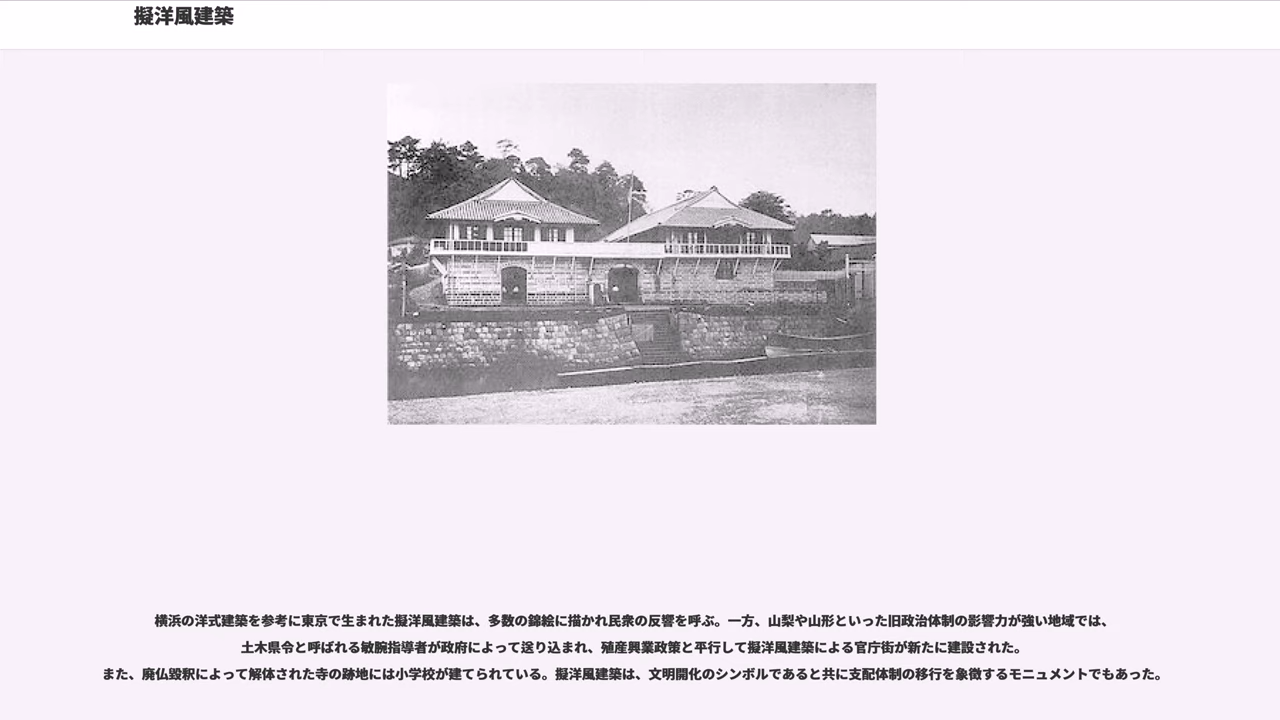 擬洋風建築
横浜の洋式建築を参考に東京で生まれた擬洋風建築は、多数の錦絵に描かれ民衆の反響を呼ぶ。一方、山梨や山形といった旧政治体制の影響力が強い地域では、
土木県令と呼ばれる敏腕指導者が政府によって送り込まれ、殖産興業政策と平行して擬洋風建築による官庁街が新たに建設された。
また、廃仏毀釈によって解体された寺の跡地には小学校が建てられている。擬洋風建築は、文明開化のシンボルであると共に支配体制の移行を象徴するモニュメントでもあった。